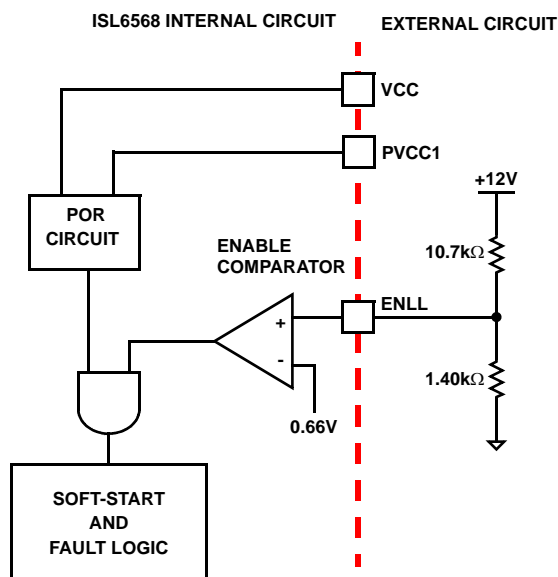 ISL6568 INTERNAL CIRCUIT
EXTERNAL CIRCUIT
VCC
PVCC1
+12V
POR
CIRCUIT
10.7kΩ
ENABLE
COMPARATOR
ENLL
+
-
1.40kΩ
0.66V
SOFT-START
AND
FAULT LOGIC